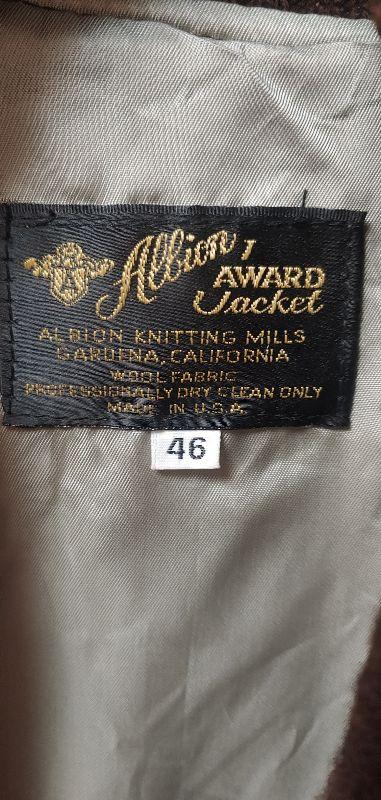 Albion
AWARD
Jacket
ALBION KNITTING MILLS
GARDENA, CALIFORNIA
WOOL FABRIC
PROFESSIONALLY DRY CLEAN ONLY
MADE IN U.S.A.
46